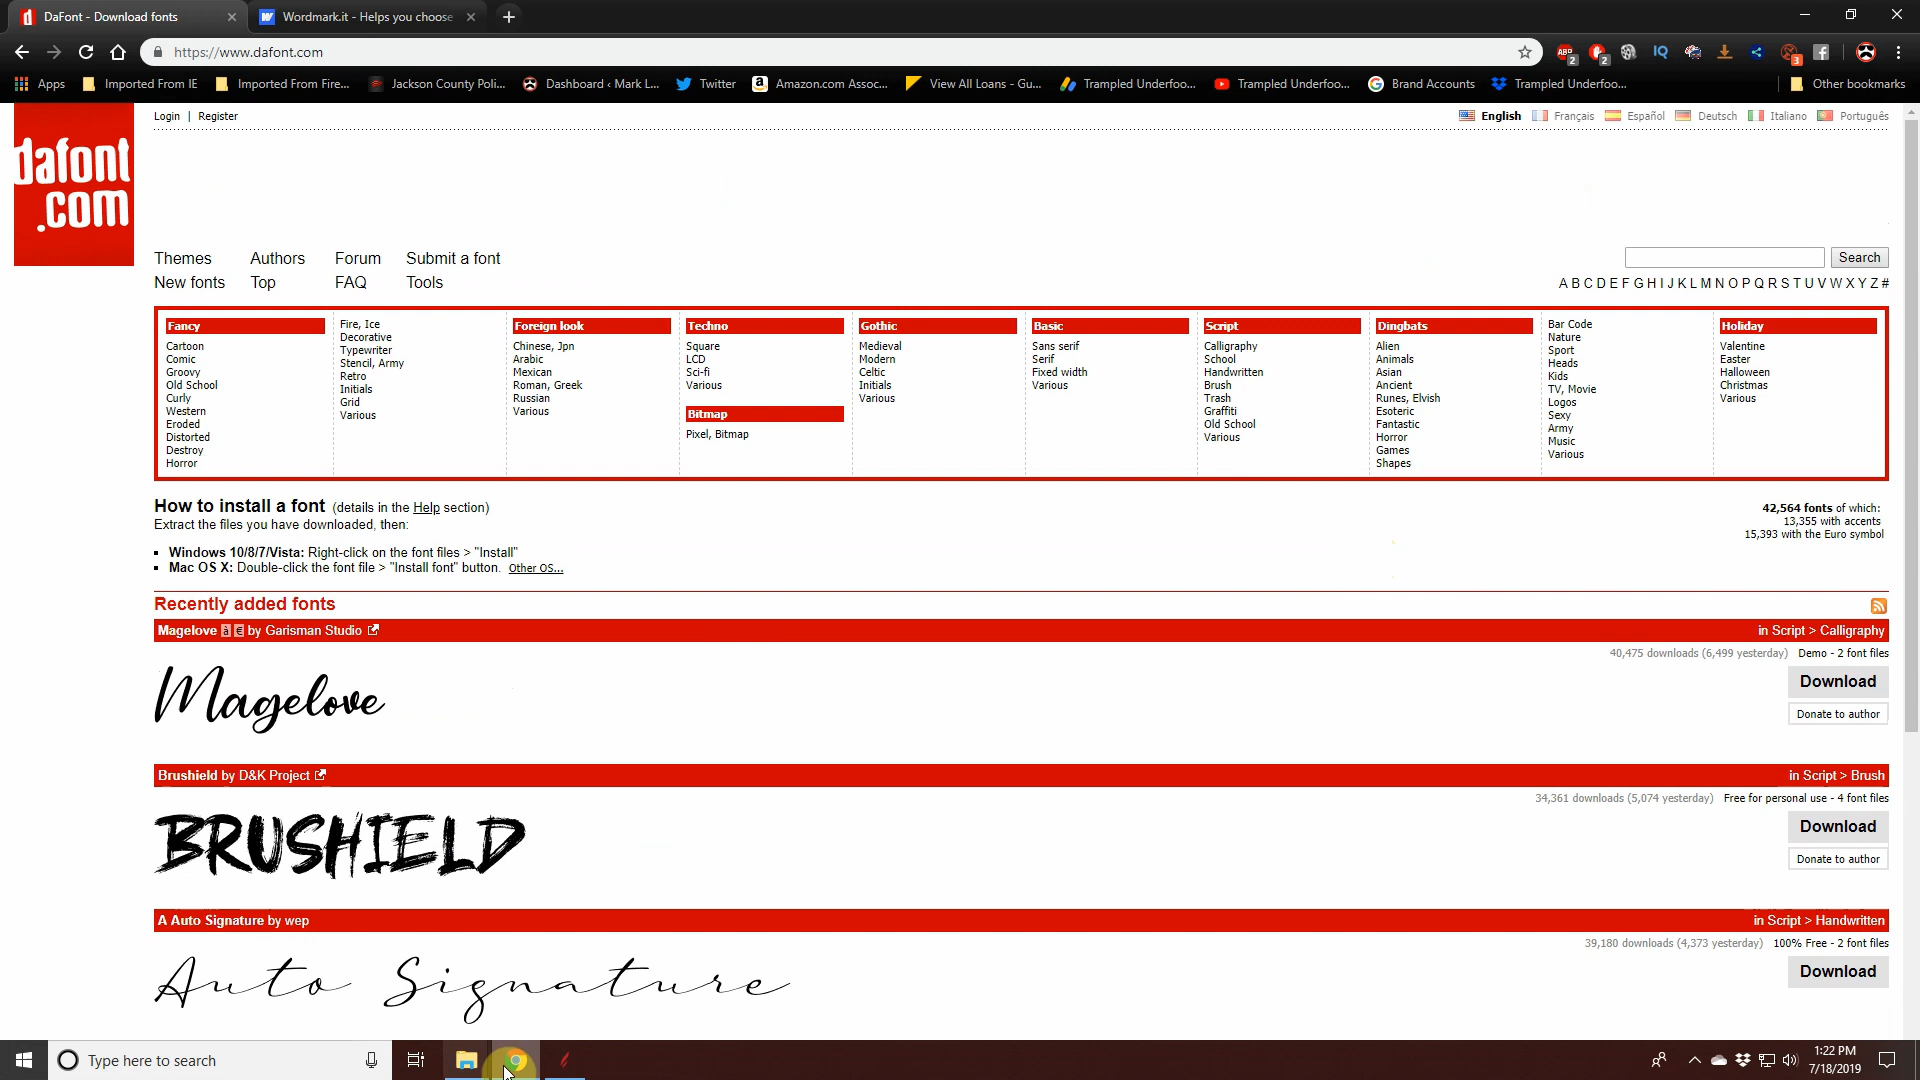 DaFont - Download fonts
Wordmark.it - Helps you choose
https://www.dafont.com
ABP 2 2 IQ 3
Apps Imported From IE Imported From Fire... Jackson County Poli... Dashboard ‹ Mark L... Twitter Amazon.com Assoc... View All Loans - Gu... Trampled Underfoo... Trampled Underfoo... Brand Accounts Trampled Underfoo... Other bookmarks
dafont
.com
Login | Register
English Français Español Deutsch Italiano Português
Themes Authors Forum Submit a font
New fonts Top FAQ Tools
Search
A B C D E F G H I J K L M N O P Q R S T U V W X Y Z #
Fancy
Cartoon
Comic
Groovy
Old School
Curly
Western
Eroded
Distorted
Destroy
Horror
Fire, Ice
Decorative
Typewriter
Stencil, Army
Retro
Initials
Grid
Various
Foreign look
Chinese, Jpn
Arabic
Mexican
Roman, Greek
Russian
Various
Techno
Square
LCD
Sci-fi
Various
Bitmap
Pixel, Bitmap
Gothic
Medieval
Modern
Celtic
Initials
Various
Basic
Sans serif
Serif
Fixed width
Various
Script
Calligraphy
School
Handwritten
Brush
Trash
Graffiti
Old School
Various
Dingbats
Alien
Animals
Asian
Ancient
Runes, Elvish
Esoteric
Fantastic
Horror
Games
Shapes
Bar Code
Nature
Sport
Heads
Kids
TV, Movie
Logos
Sexy
Army
Music
Various
Holiday
Valentine
Easter
Halloween
Christmas
Various
How to install a font (details in the Help section)
Extract the files you have downloaded, then:
Windows 10/8/7/Vista: Right-click on the font files > "Install"
Mac OS X: Double-click the font file > "Install font" button. Other OS...
42,564 fonts of which:
13,355 with accents
15,393 with the Euro symbol
Recently added fonts
Magelove à € by Garisman Studio
in Script > Calligraphy
40,475 downloads (6,499 yesterday) Demo - 2 font files
Magelove
Download
Donate to author
Brushield by D&K Project
in Script > Brush
34,361 downloads (5,074 yesterday) Free for personal use - 4 font files
BRUSHIELD
Download
Donate to author
A Auto Signature by wep
in Script > Handwritten
39,180 downloads (4,373 yesterday) 100% Free - 2 font files
Auto Signature
Download
Type here to search
1:22 PM
7/18/2019